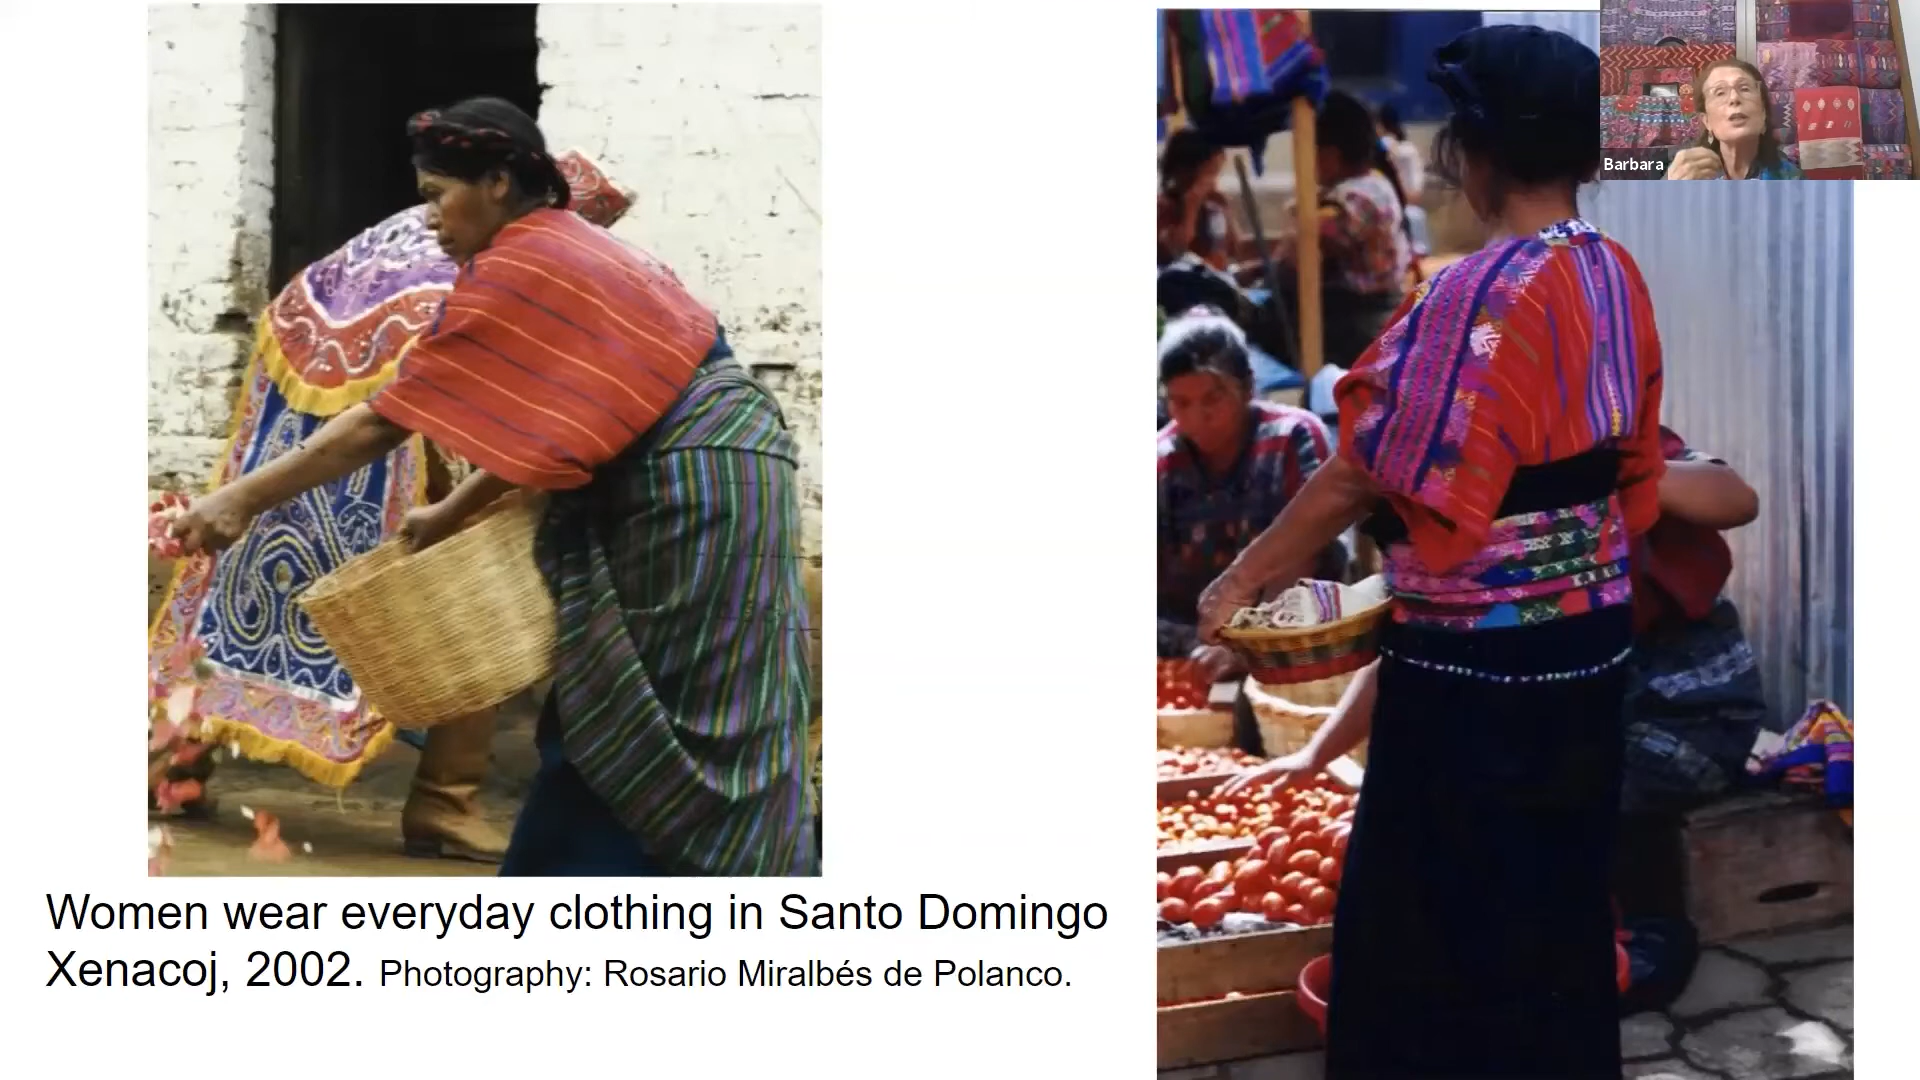 Barbara
Women wear everyday clothing in Santo Domingo
Xenacoj, 2002. Photography: Rosario Miralbés de Polanco.